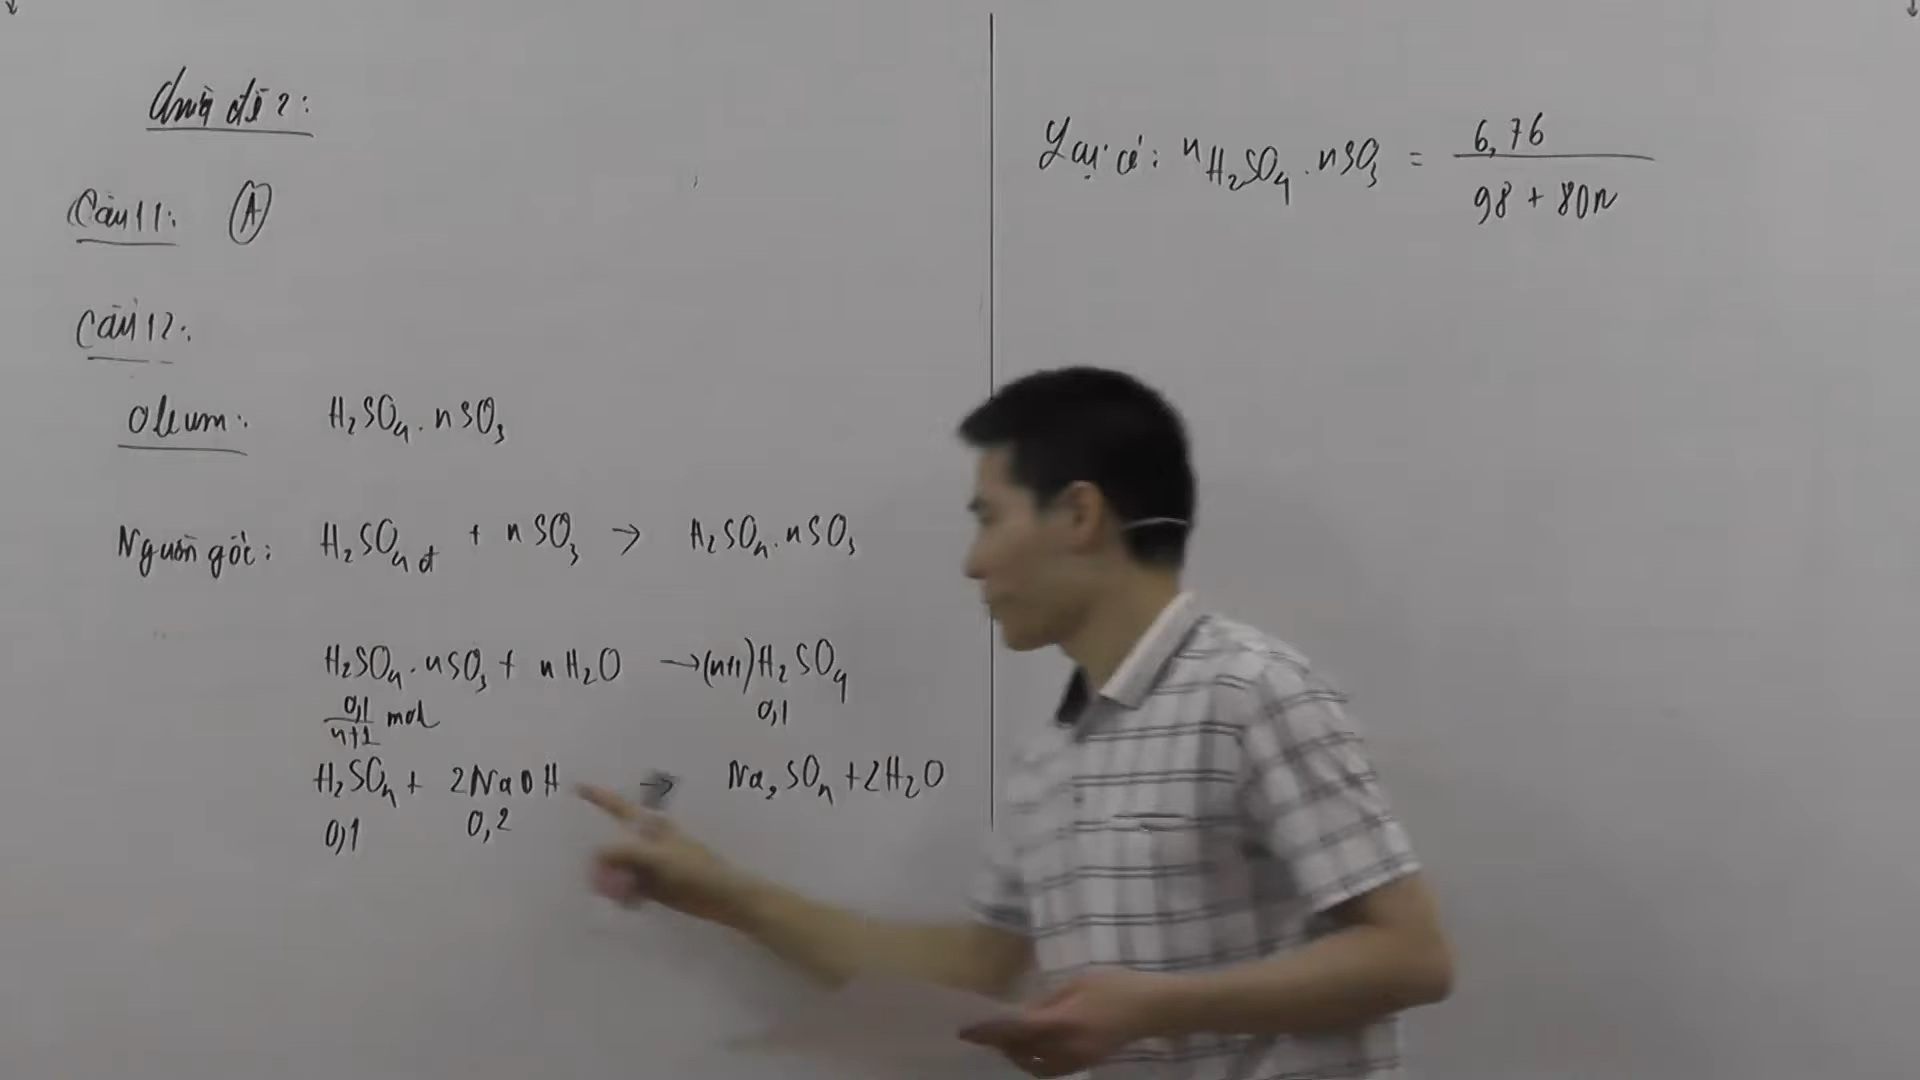 Chủ đề 2:
Câu 11: A
Câu 12:
Oleum: H₂SO₄.nSO₃
Nguồn gốc: H₂SO₄ đ + nSO₃ → H₂SO₄.nSO₃
H₂SO₄.nSO₃ + nH₂O → (n+1)H₂SO₄
0,1/n+1 mol 0,1
H₂SO₄ + 2NaOH → Na₂SO₄ + 2H₂O
0,1 0,2
Lại có: nH₂SO₄.nSO₃ = 6,76 / 98 + 80n